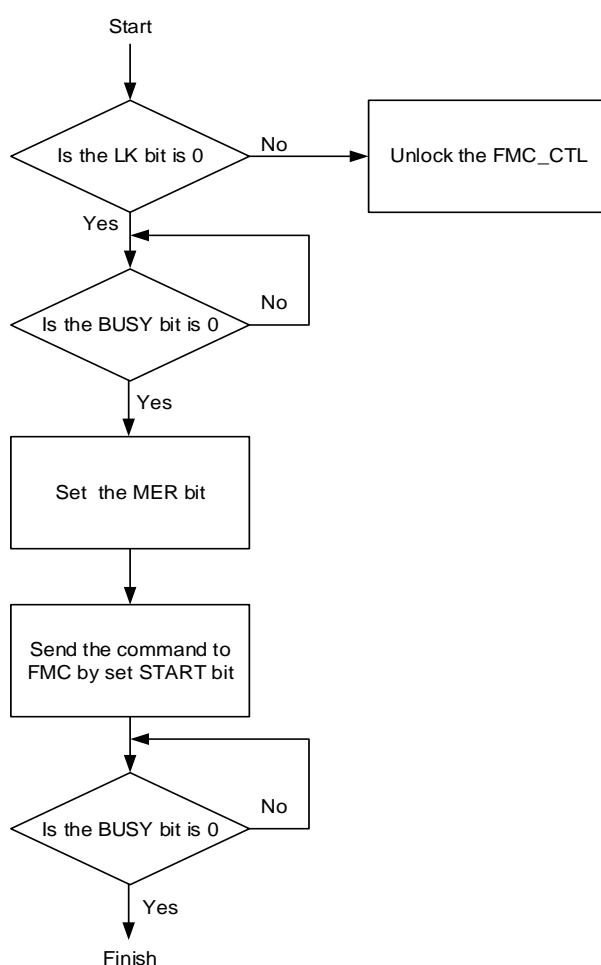 Start
Is the LK bit is 0
No
Unlock the FMC_CTL
Yes
Is the BUSY bit is 0
No
Yes
Set the MER bit
Send the command to
FMC by set START bit
Is the BUSY bit is 0
No
Yes
Finish